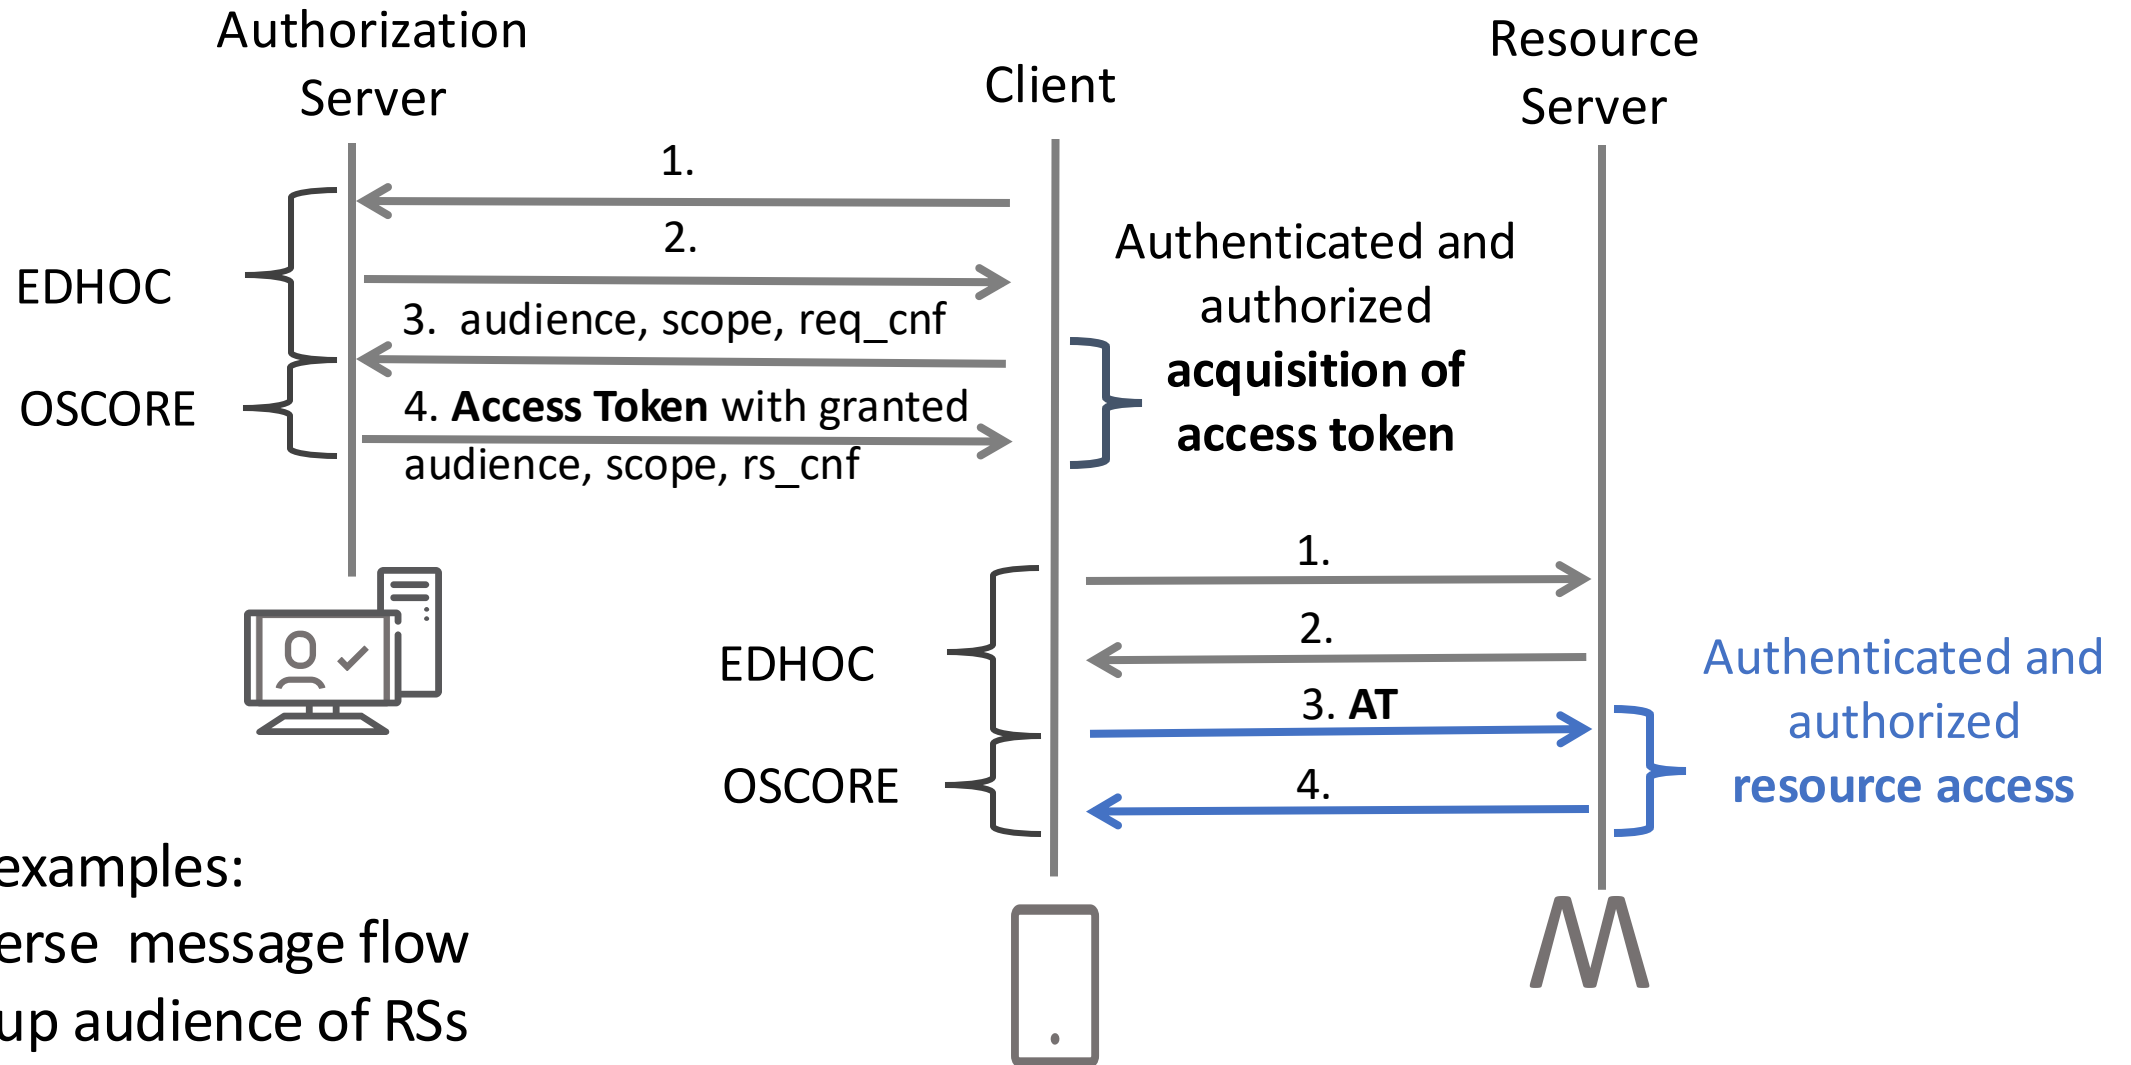 Authorization
Server
Client
Resource
Server
1.
2.
EDHOC
3. audience, scope, req_cnf
OSCORE
4. Access Token with granted
audience, scope, rs_cnf
Authenticated and
authorized
acquisition of
access token
1.
2.
EDHOC
3. AT
OSCORE
4.
Authenticated and
authorized
resource access
examples:
erse message flow
up audience of RSs